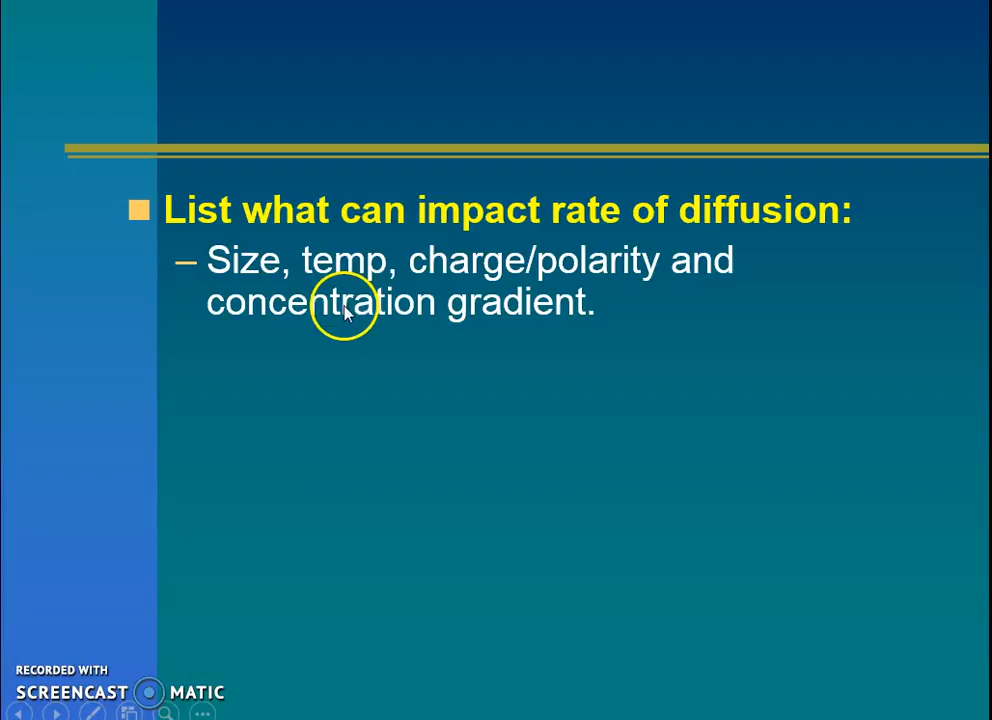 List what can impact rate of diffusion:
– Size, temp, charge/polarity and
concentration gradient.
RECORDED WITH
SCREENCAST MATIC